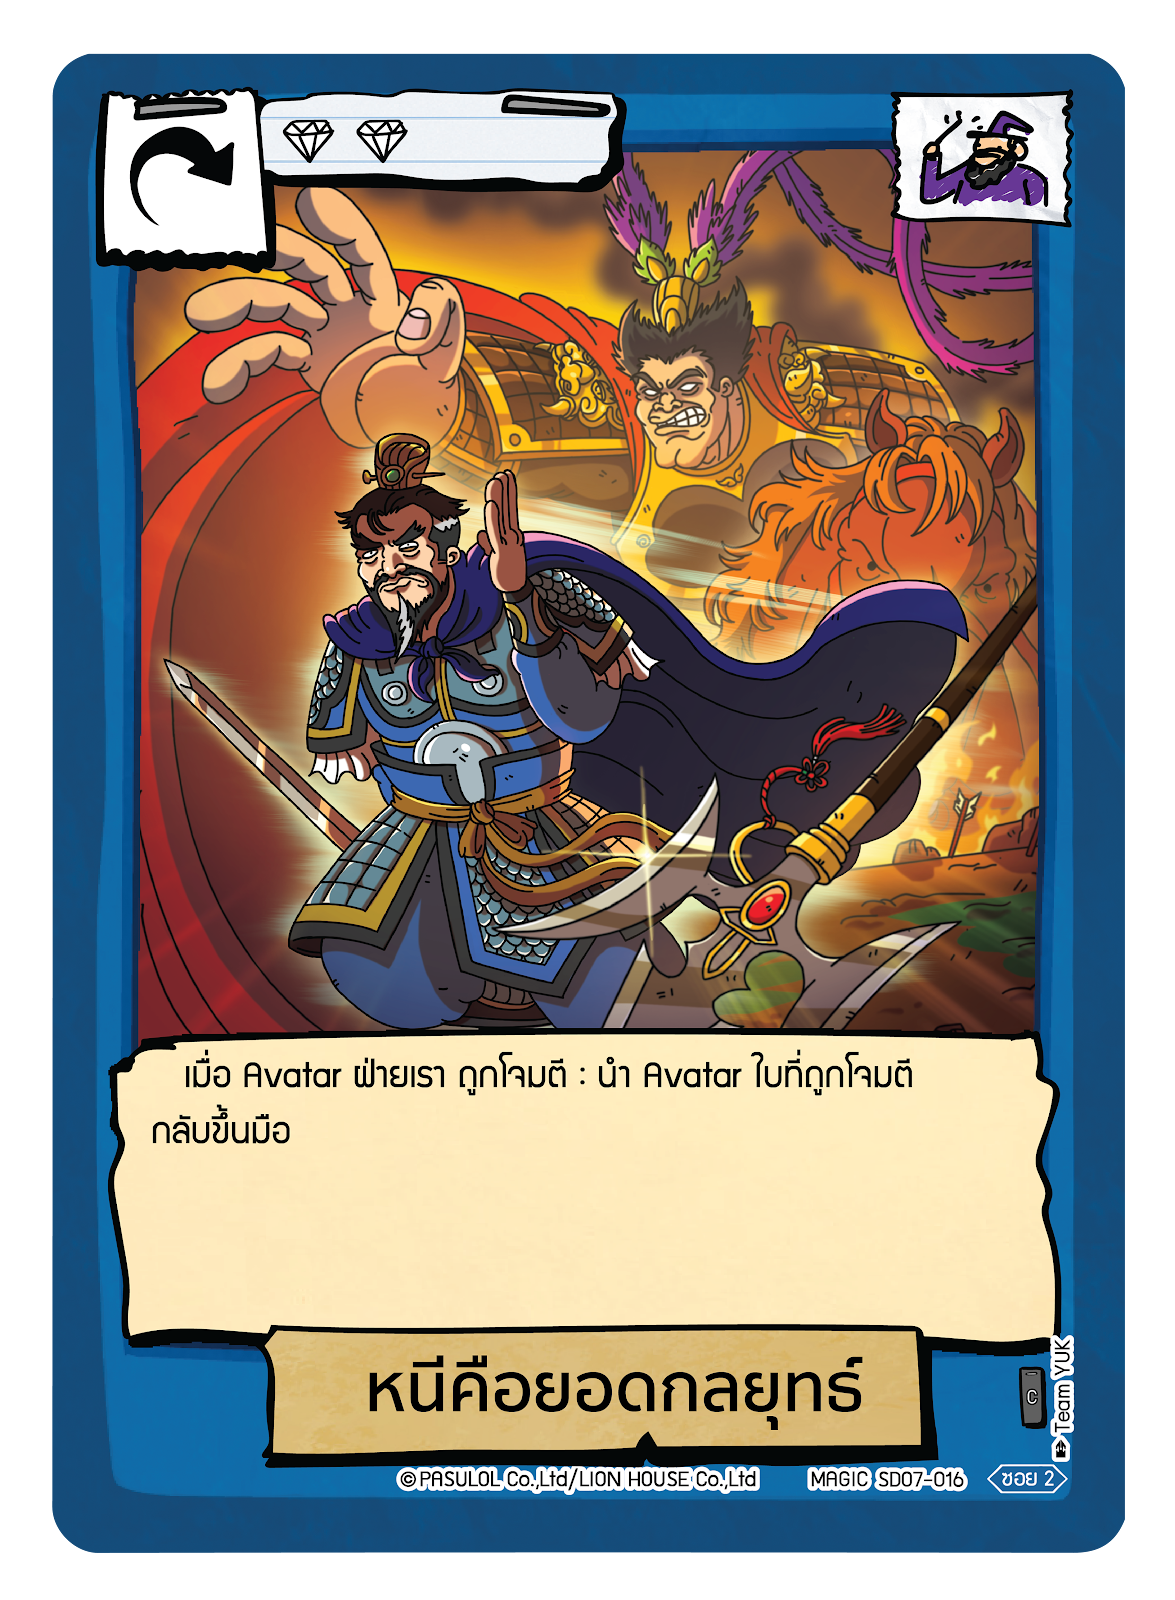 เมื่อ Avatar ฝ่ายเรา ถูกโจมตี : นำ Avatar ใบที่ถูกโจมตี
กลับขึ้นมือ
หนีคือยอดกลยุทธ์
C
Team YUK
©PASULOL Co.,Ltd/LION HOUSE Co.,Ltd MAGIC SD07-016 ซอย 2